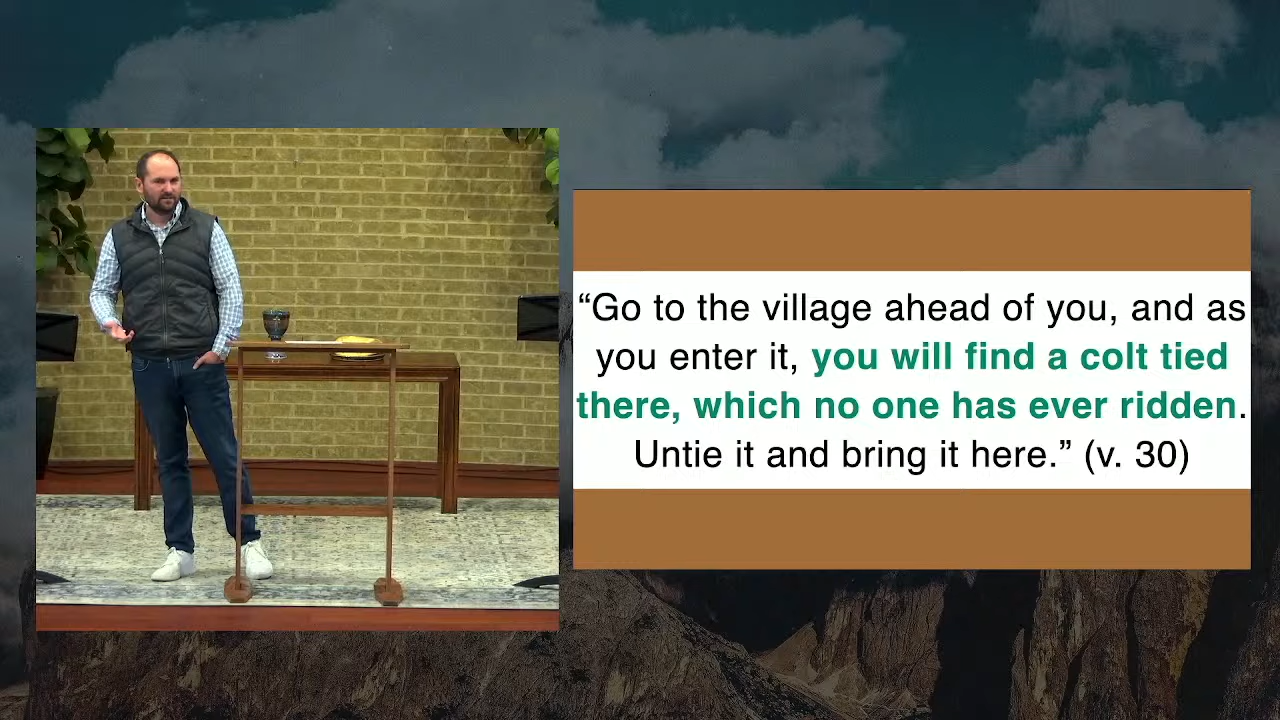 “Go to the village ahead of you, and as
you enter it, you will find a colt tied
there, which no one has ever ridden.
Untie it and bring it here.” (v. 30)